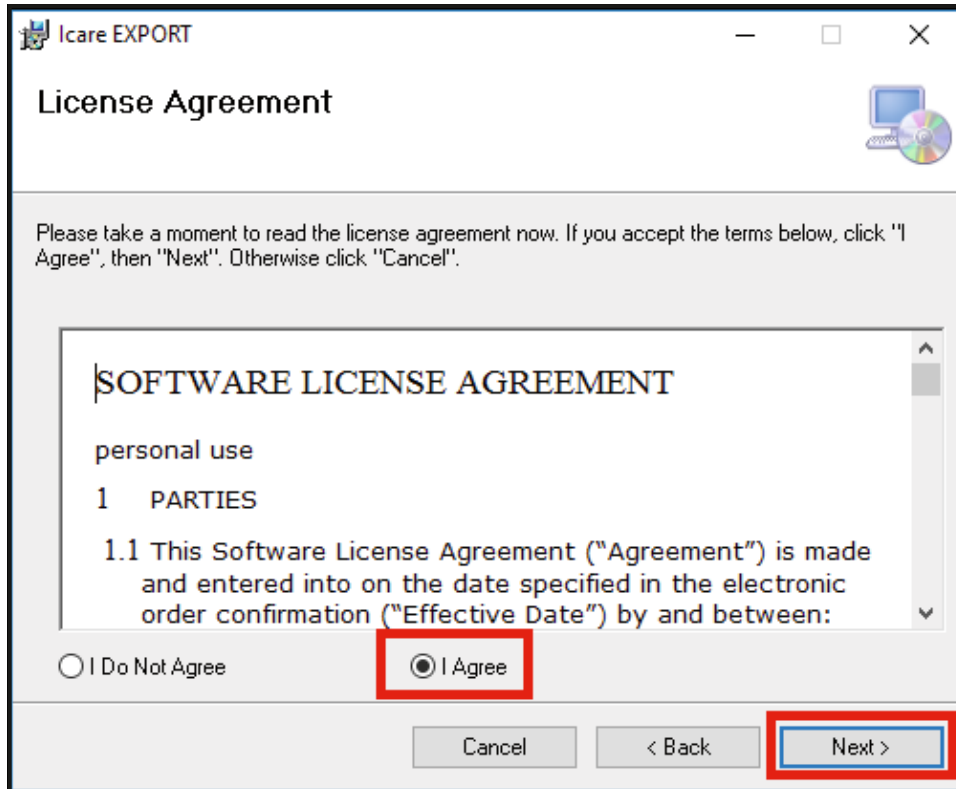 Icare EXPORT
License Agreement
Please take a moment to read the license agreement now. If you accept the terms below, click "I
Agree", then "Next". Otherwise click "Cancel".
SOFTWARE LICENSE AGREEMENT
personal use
1 PARTIES
1.1 This Software License Agreement (“Agreement”) is made
and entered into on the date specified in the electronic
order confirmation (“Effective Date”) by and between:
I Do Not Agree
I Agree
Cancel
< Back
Next >